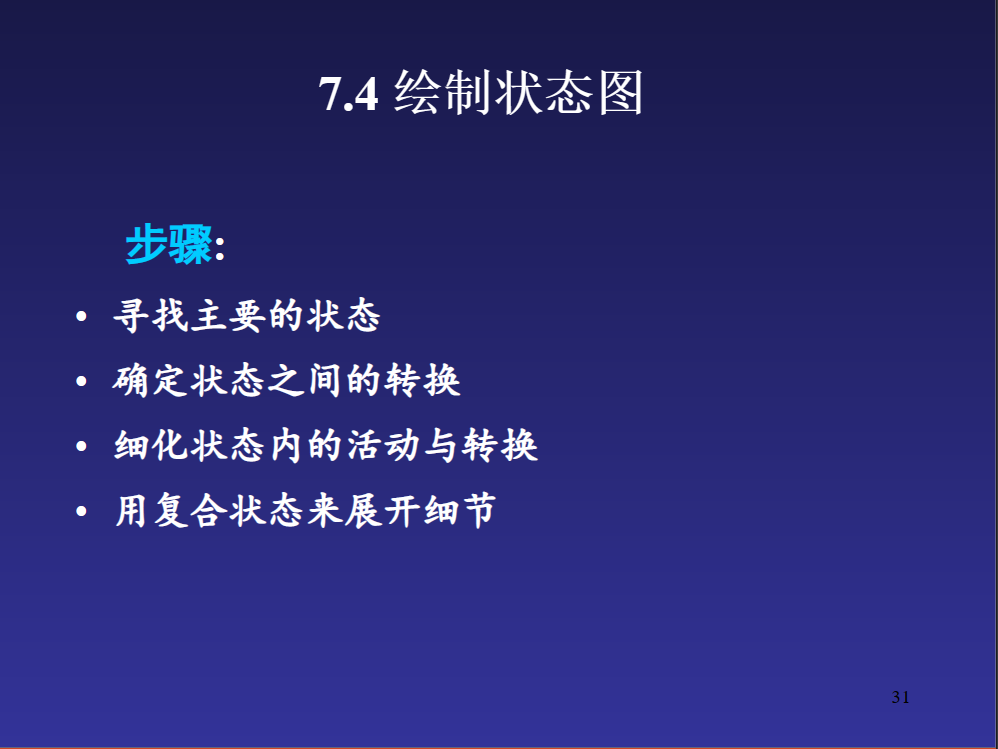 7.4 绘制状态图
步骤:
• 寻找主要的状态
• 确定状态之间的转换
• 细化状态内的活动与转换
• 用复合状态来展开细节
31